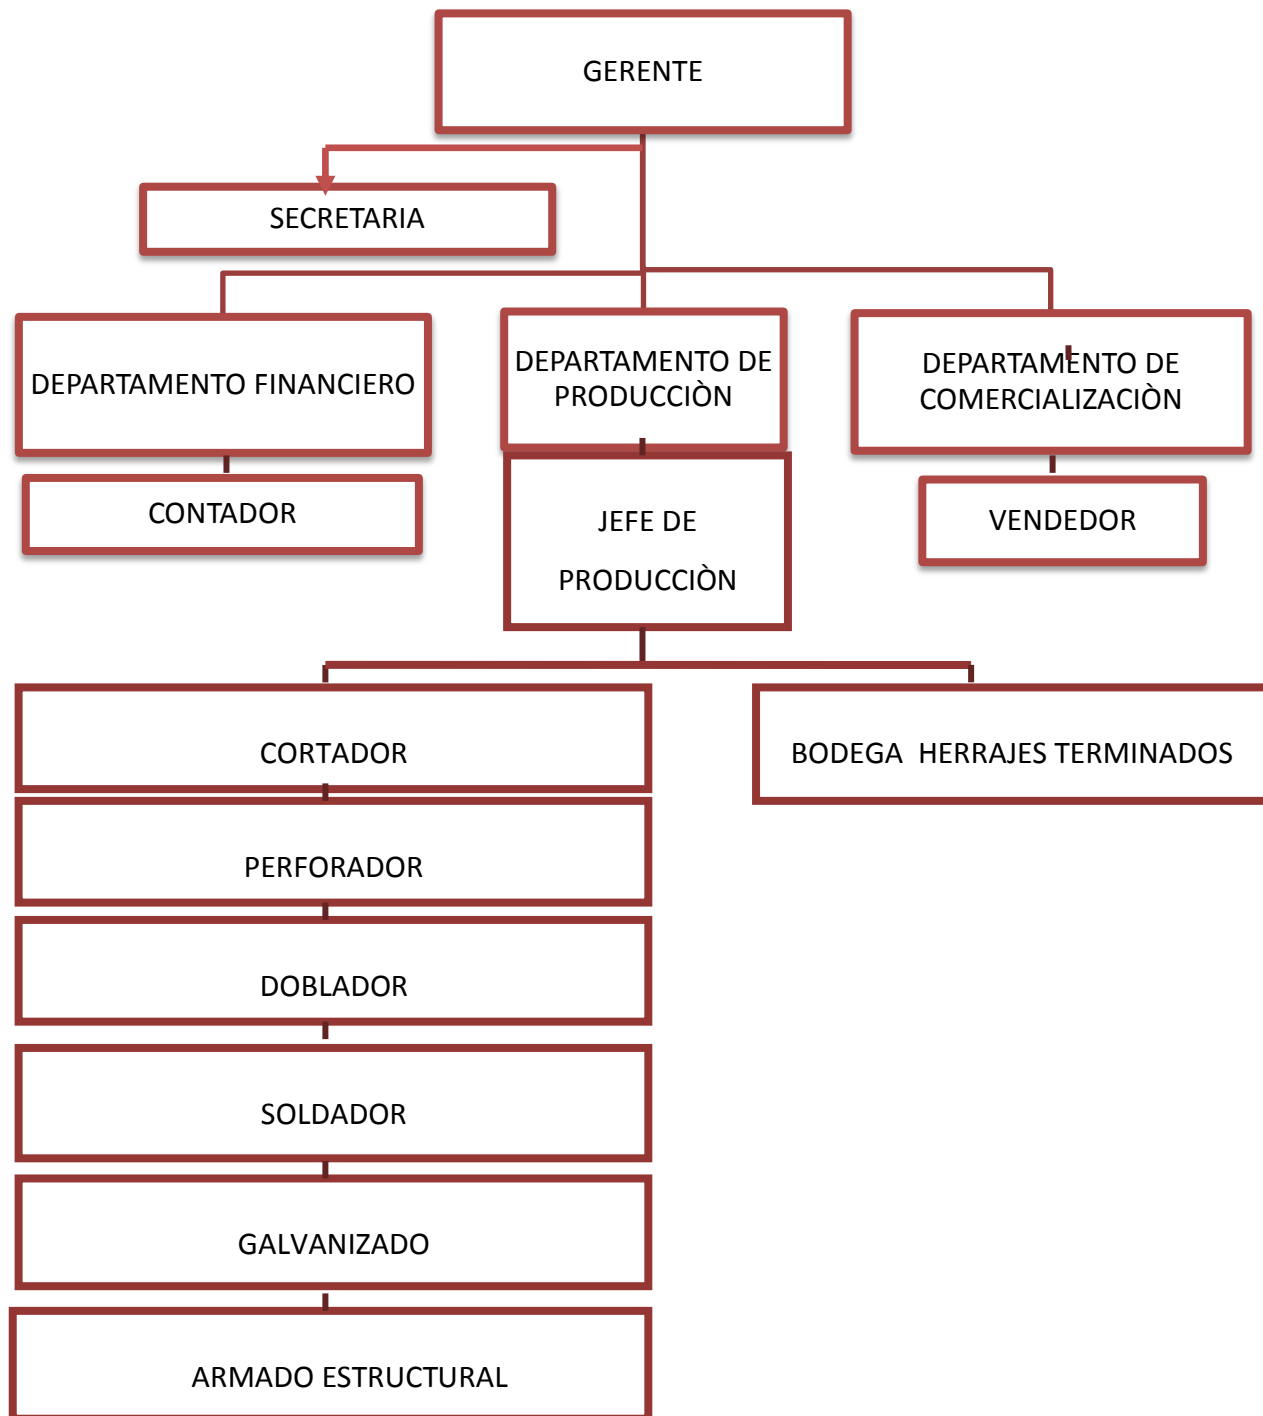 GERENTE
SECRETARIA
DEPARTAMENTO FINANCIERO
DEPARTAMENTO DE
PRODUCCIÒN
DEPARTAMENTO DE
COMERCIALIZACIÒN
CONTADOR
JEFE DE
PRODUCCIÒN
VENDEDOR
CORTADOR
BODEGA  HERRAJES TERMINADOS
PERFORADOR
DOBLADOR
SOLDADOR
GALVANIZADO
ARMADO ESTRUCTURAL